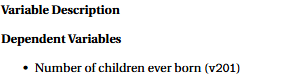 Variable Description
Dependent Variables
• Number of children ever born (v201)